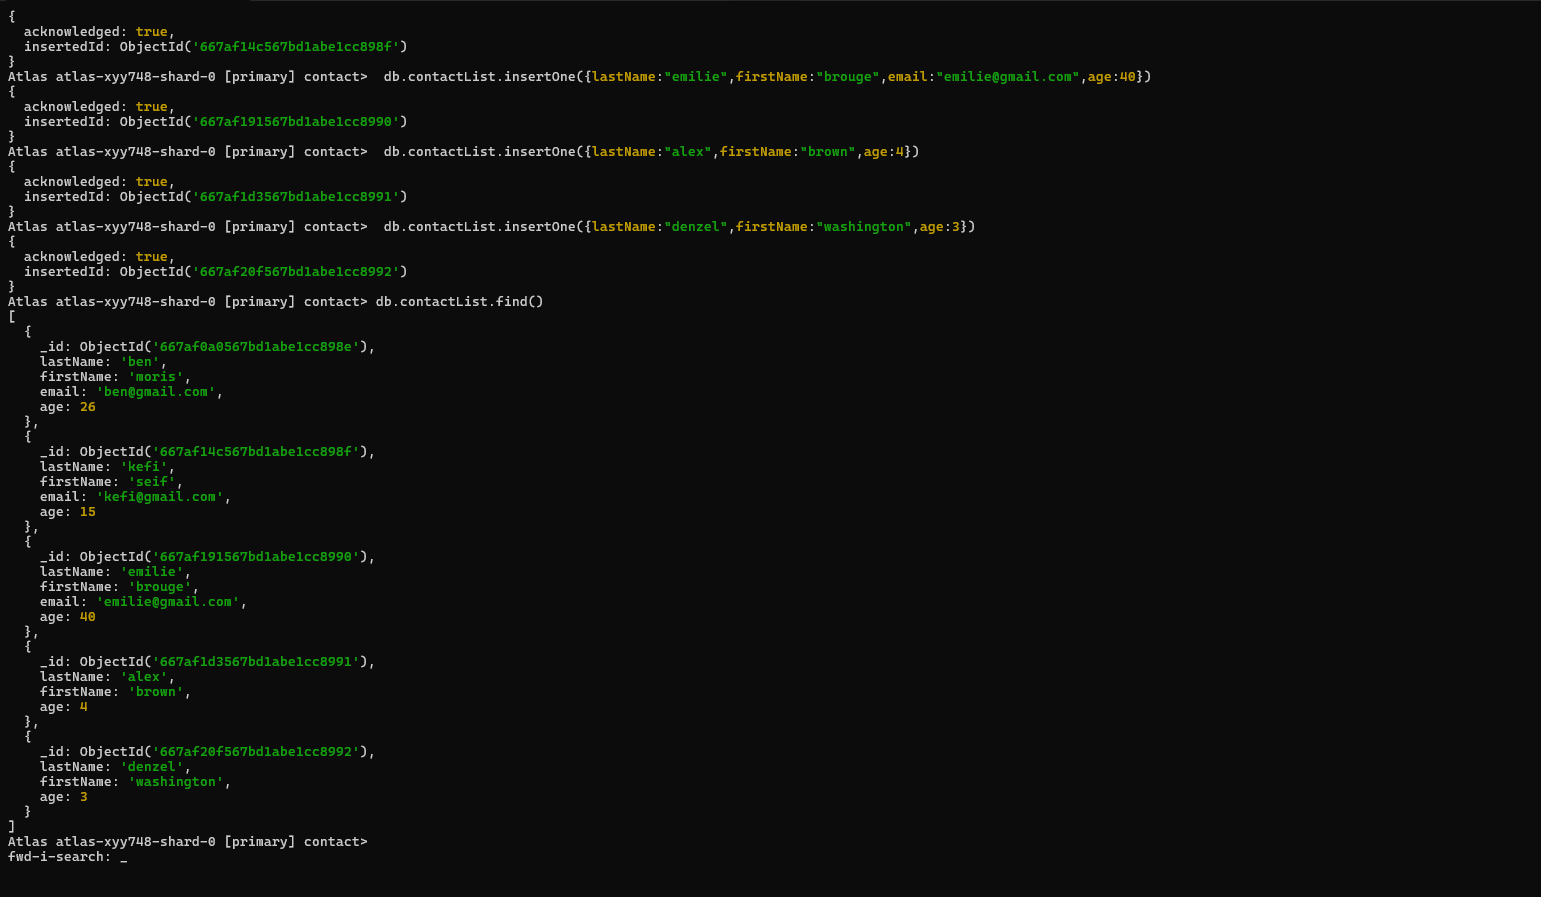 {
  acknowledged: true,
  insertedId: ObjectId('667af14c567bd1abe1cc898f')
}
Atlas atlas-xyy748-shard-0 [primary] contact>  db.contactList.insertOne({lastName:"emilie",firstName:"brouge",email:"emilie@gmail.com",age:40})
{
  acknowledged: true,
  insertedId: ObjectId('667af191567bd1abe1cc8990')
}
Atlas atlas-xyy748-shard-0 [primary] contact>  db.contactList.insertOne({lastName:"alex",firstName:"brown",age:4})
{
  acknowledged: true,
  insertedId: ObjectId('667af1d3567bd1abe1cc8991')
}
Atlas atlas-xyy748-shard-0 [primary] contact>  db.contactList.insertOne({lastName:"denzel",firstName:"washington",age:3})
{
  acknowledged: true,
  insertedId: ObjectId('667af20f567bd1abe1cc8992')
}
Atlas atlas-xyy748-shard-0 [primary] contact> db.contactList.find()
[
  {
    _id: ObjectId('667af0a0567bd1abe1cc898e'),
    lastName: 'ben',
    firstName: 'moris',
    email: 'ben@gmail.com',
    age: 26
  },
  {
    _id: ObjectId('667af14c567bd1abe1cc898f'),
    lastName: 'kefi',
    firstName: 'seif',
    email: 'kefi@gmail.com',
    age: 15
  },
  {
    _id: ObjectId('667af191567bd1abe1cc8990'),
    lastName: 'emilie',
    firstName: 'brouge',
    email: 'emilie@gmail.com',
    age: 40
  },
  {
    _id: ObjectId('667af1d3567bd1abe1cc8991'),
    lastName: 'alex',
    firstName: 'brown',
    age: 4
  },
  {
    _id: ObjectId('667af20f567bd1abe1cc8992'),
    lastName: 'denzel',
    firstName: 'washington',
    age: 3
  }
]
Atlas atlas-xyy748-shard-0 [primary] contact>
fwd-i-search: _